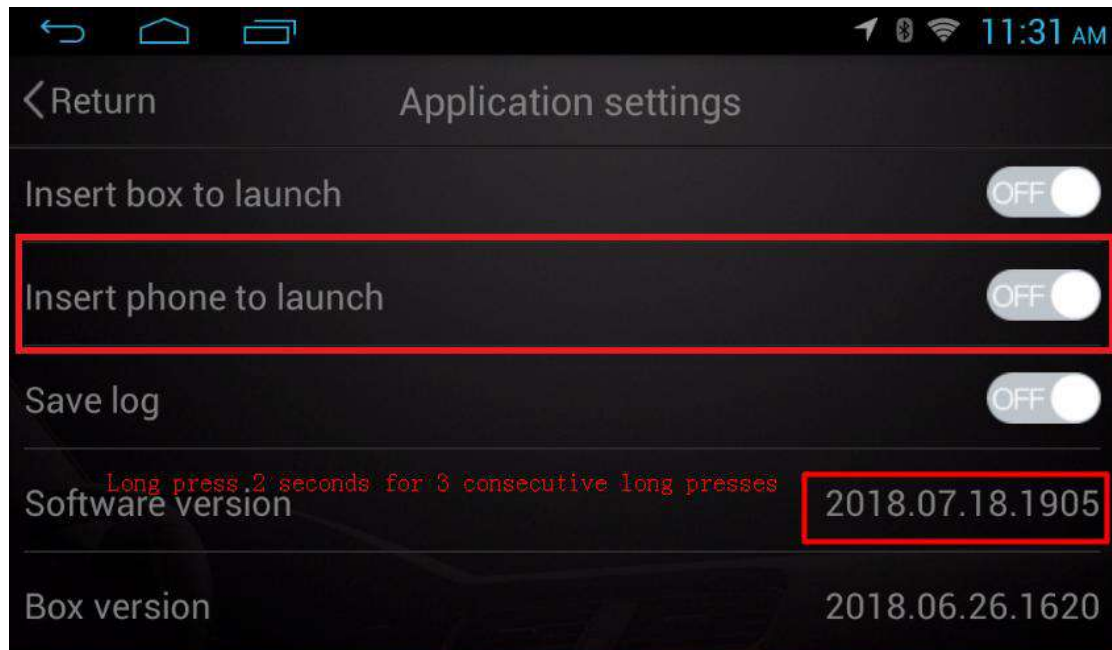 11:31 AM
Return
Application settings
Insert box to launch
OFF
Insert phone to launch
OFF
Save log
OFF
Long press 2 seconds for 3 consecutive long presses
Software version
2018.07.18.1905
Box version
2018.06.26.1620